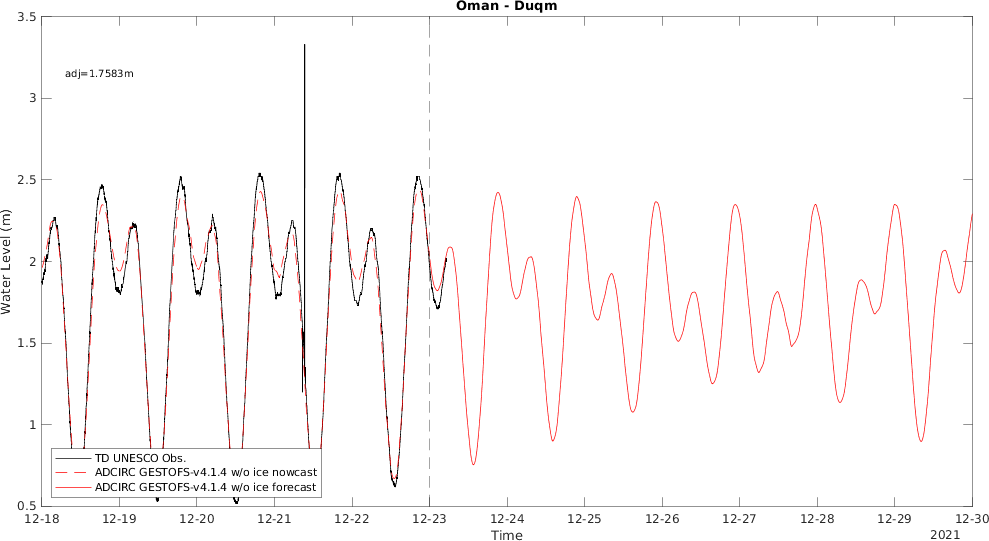 Oman - Duqm
3.5
adj=1.7583m
3
2.5
2
1.5
1
0.5
Water Level (m)
TD UNESCO Obs.
ADCIRC GESTOFS-v4.1.4 w/o ice nowcast
ADCIRC GESTOFS-v4.1.4 w/o ice forecast
12-18 12-19 12-20 12-21 12-22 12-23 12-24 12-25 12-26 12-27 12-28 12-29 12-30
Time
2021